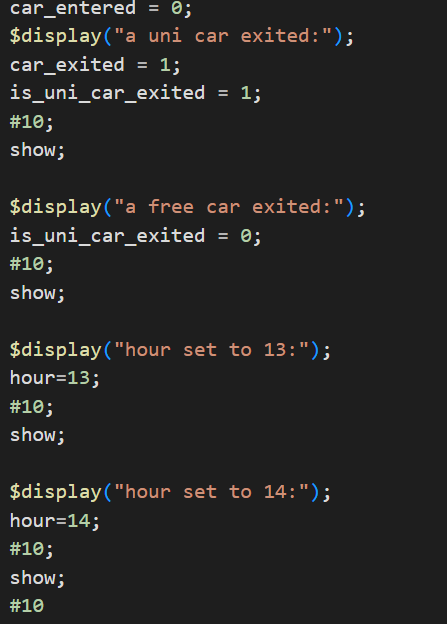 car_entered = 0;
$display("a uni car exited:");
car_exited = 1;
is_uni_car_exited = 1;
#10;
show;
$display("a free car exited:");
is_uni_car_exited = 0;
#10;
show;
$display("hour set to 13:");
hour=13;
#10;
show;
$display("hour set to 14:");
hour=14;
#10;
show;
#10